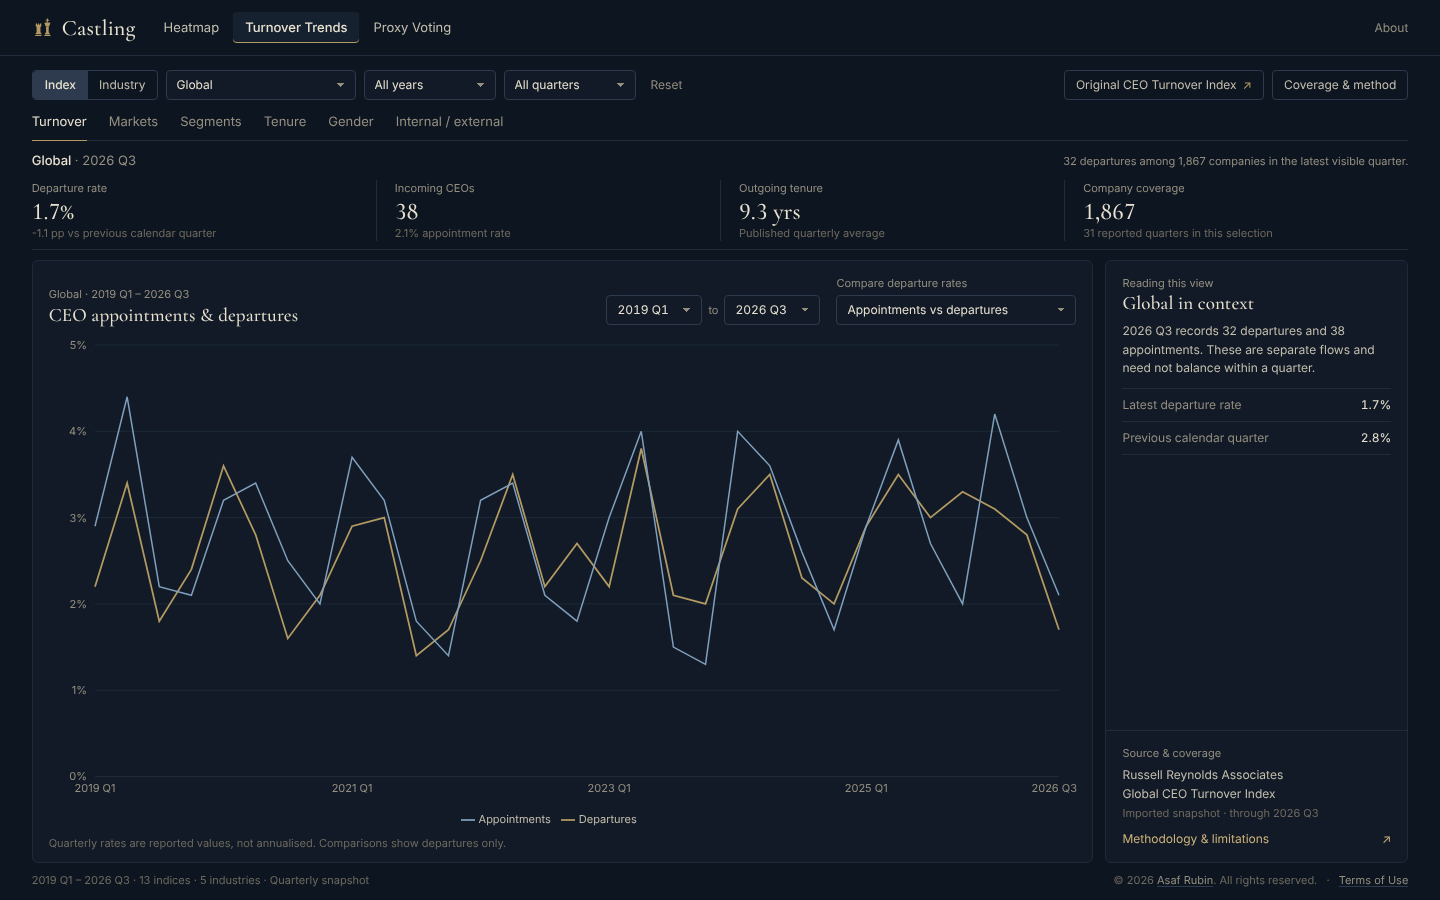 Castling
Heatmap
Turnover Trends
Proxy Voting
About
Index
Industry
Global
All years
All quarters
Reset
Original CEO Turnover Index ↗
Coverage & method
Turnover
Markets
Segments
Tenure
Gender
Internal / external
Global · 2026 Q3
32 departures among 1,867 companies in the latest visible quarter.
Departure rate
1.7%
-1.1 pp vs previous calendar quarter
Incoming CEOs
38
2.1% appointment rate
Outgoing tenure
9.3 yrs
Published quarterly average
Company coverage
1,867
31 reported quarters in this selection
Global · 2019 Q1 – 2026 Q3
CEO appointments & departures
2019 Q1
to
2026 Q3
Compare departure rates
Appointments vs departures
5%
4%
3%
2%
1%
0%
2019 Q1
2021 Q1
2023 Q1
2025 Q1
2026 Q3
Appointments
Departures
Quarterly rates are reported values, not annualised. Comparisons show departures only.
Reading this view
Global in context
2026 Q3 records 32 departures and 38
appointments. These are separate flows and
need not balance within a quarter.
Latest departure rate 1.7%
Previous calendar quarter 2.8%
Source & coverage
Russell Reynolds Associates
Global CEO Turnover Index
Imported snapshot · through 2026 Q3
Methodology & limitations ↗
2019 Q1 – 2026 Q3 · 13 indices · 5 industries · Quarterly snapshot
© 2026 Asaf Rubin. All rights reserved. · Terms of Use